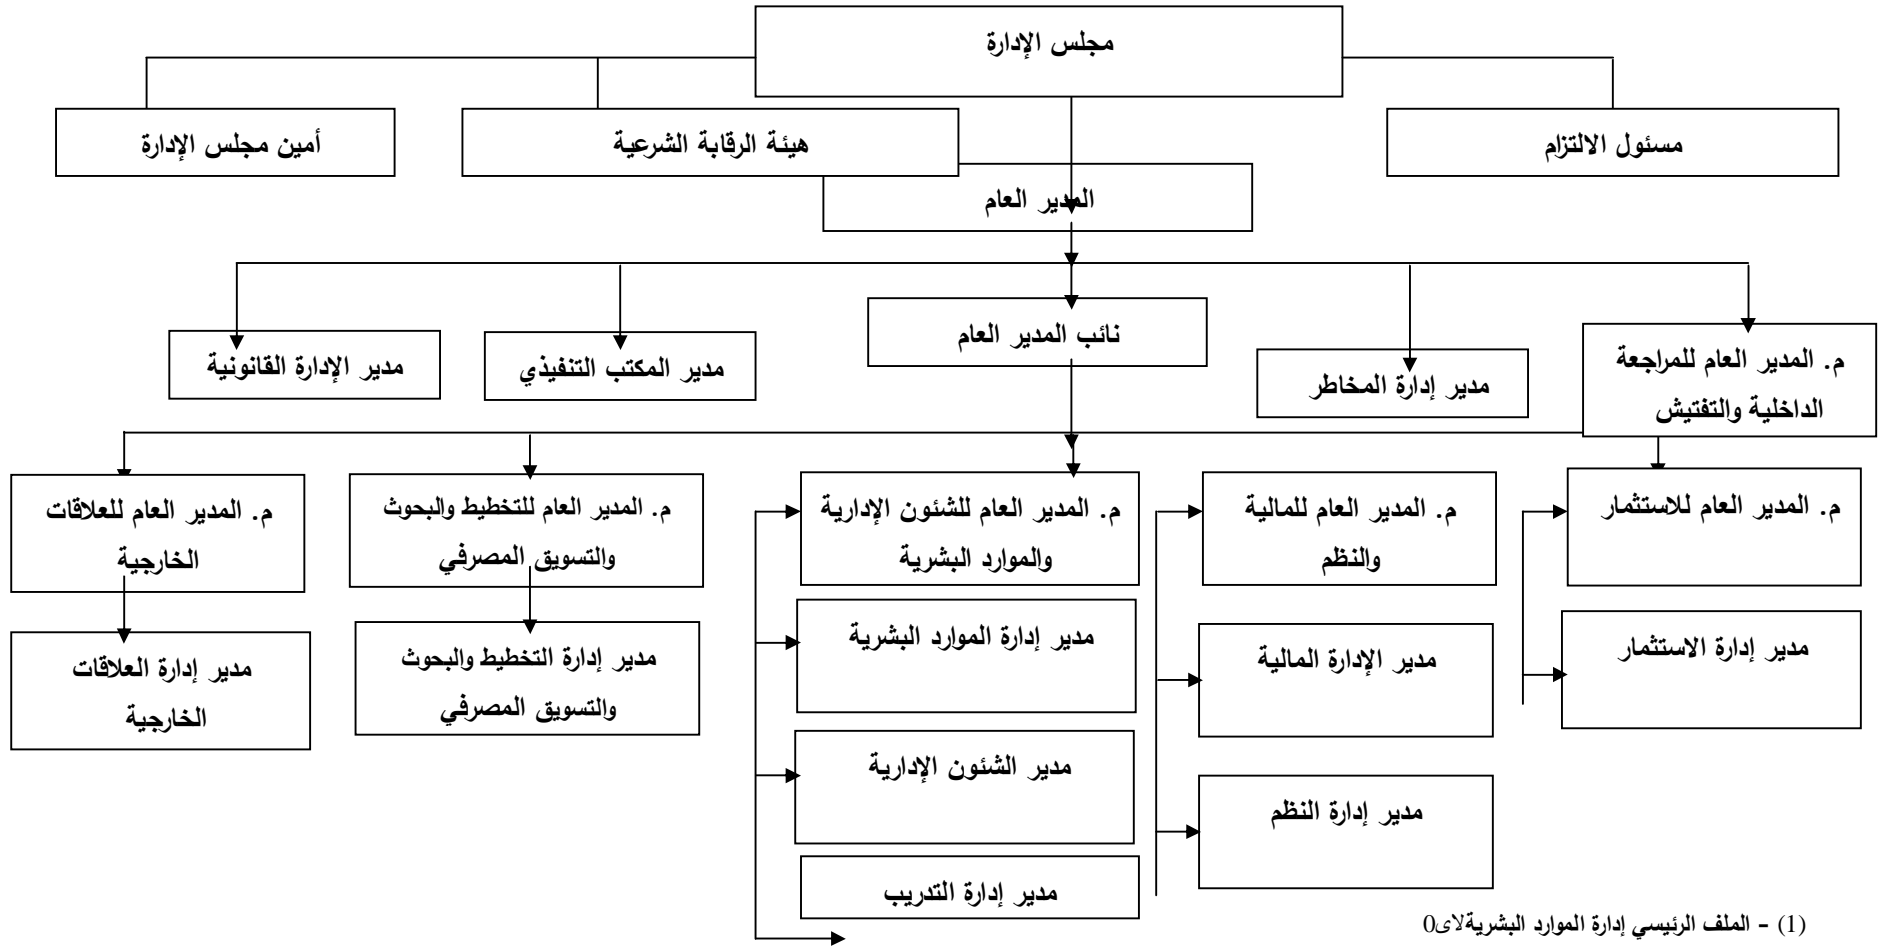 مجلس الإدارة
مسئول الالتزام
هيئة الرقابة الشرعية
أمين مجلس الإدارة
المدير العام
نائب المدير العام
م. المدير العام للمراجعة
الداخلية والتفتيش
مدير إدارة المخاطر
مدير المكتب التنفيذي
مدير الإدارة القانونية
م. المدير العام للاستثمار
م. المدير العام للمالية
والنظم
م. المدير العام للشئون الإدارية
والموارد البشرية
م. المدير العام للتخطيط والبحوث
والتسويق المصرفي
م. المدير العام للعلاقات
الخارجية
مدير إدارة الاستثمار
مدير الإدارة المالية
مدير إدارة الموارد البشرية
مدير إدارة التخطيط والبحوث
والتسويق المصرفي
مدير إدارة العلاقات
الخارجية
مدير الشئون الإدارية
مدير إدارة النظم
مدير إدارة التدريب
(1) - الملف الرئيسي إدارة الموارد البشريةلاى0